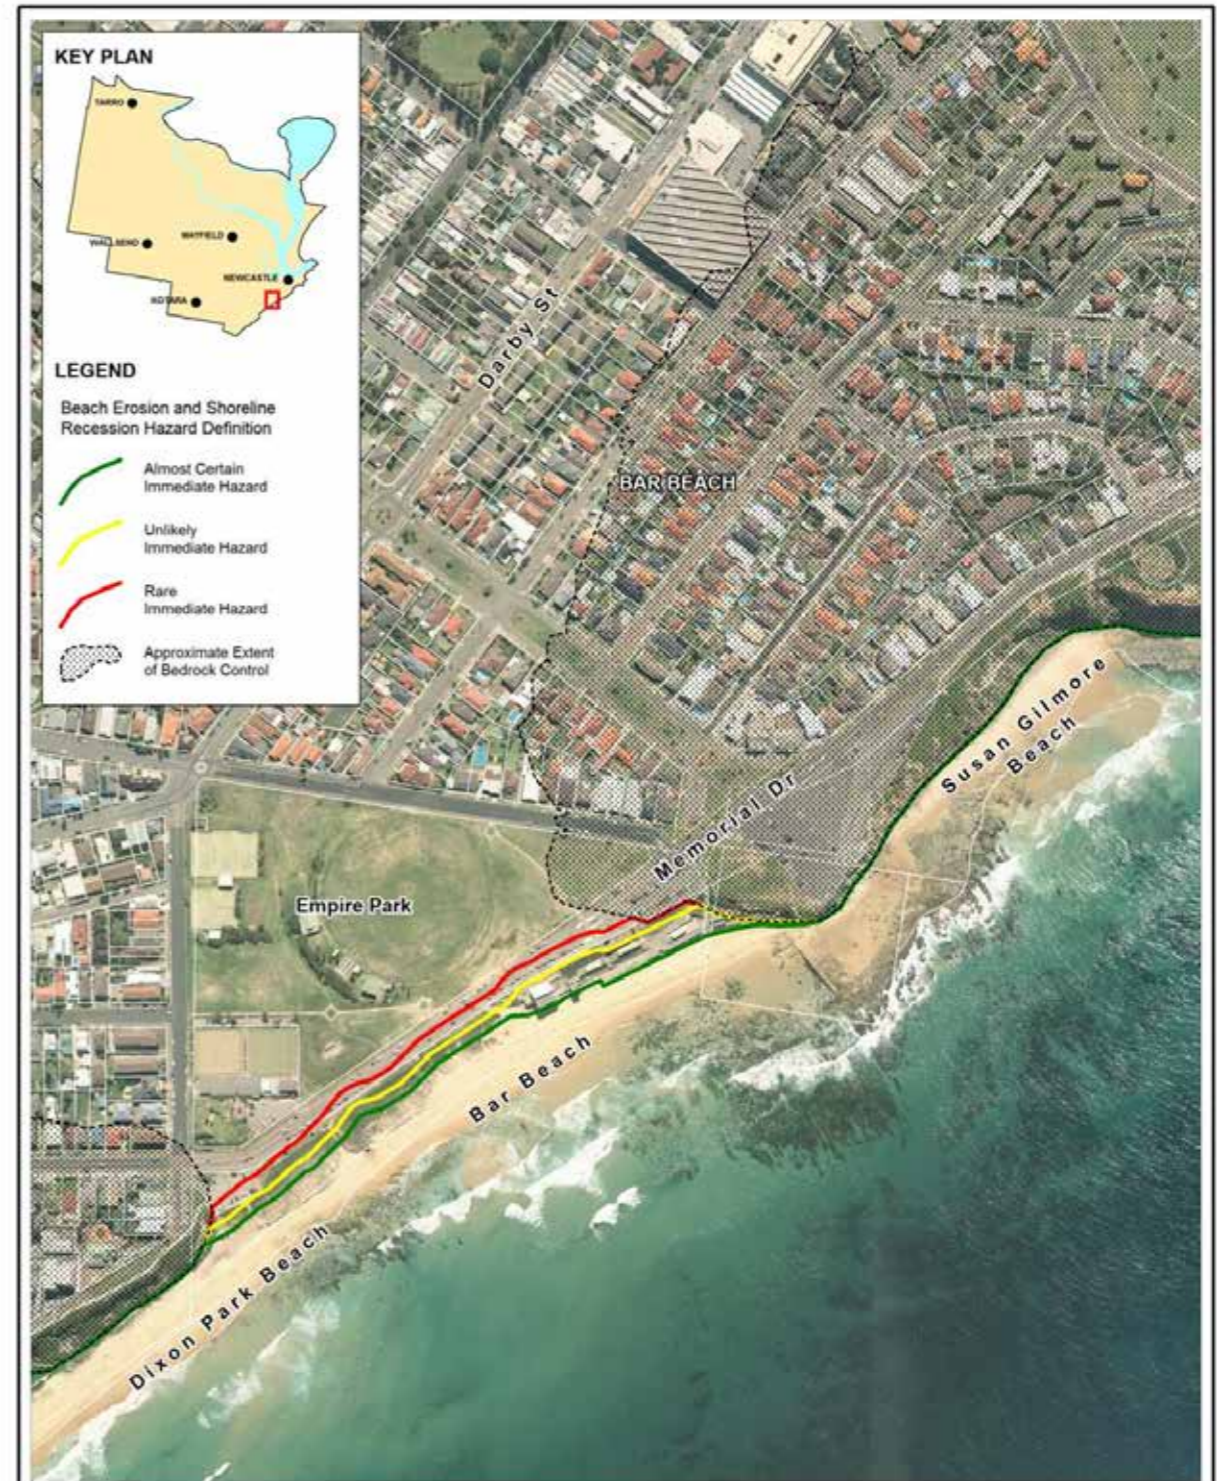 KEY PLAN
TARRO
WALLSEND
MAYFIELD
NEWCASTLE
KOTARA
LEGEND
Beach Erosion and Shoreline
Recession Hazard Definition
Almost Certain
Immediate Hazard
Unlikely
Immediate Hazard
Rare
Immediate Hazard
Approximate Extent
of Bedrock Control
Darby St
BAR BEACH
Susan Gilmore
Beach
Memorial Dr
Empire Park
Bar Beach
Dixon Park Beach